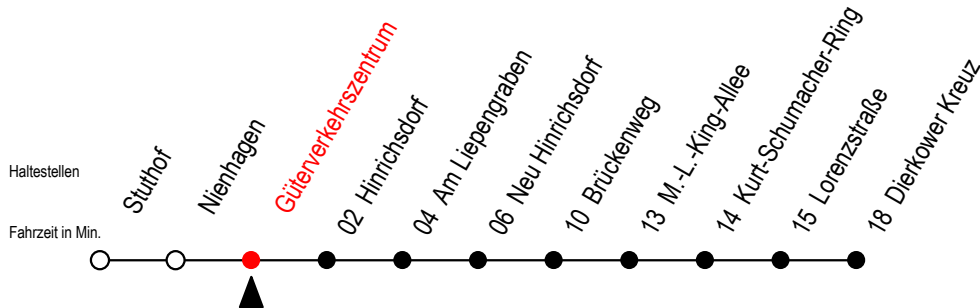 Haltestellen
Fahrzeit in Min.
Stuthof
Nienhagen
Güterverkehrszentrum
02 Hinrichsdorf
04 Am Liepengraben
06 Neu Hinrichsdorf
10 Brückenweg
13 M.-L.-King-Allee
14 Kurt-Schumacher-Ring
15 Lorenzstraße
18 Dierkower Kreuz